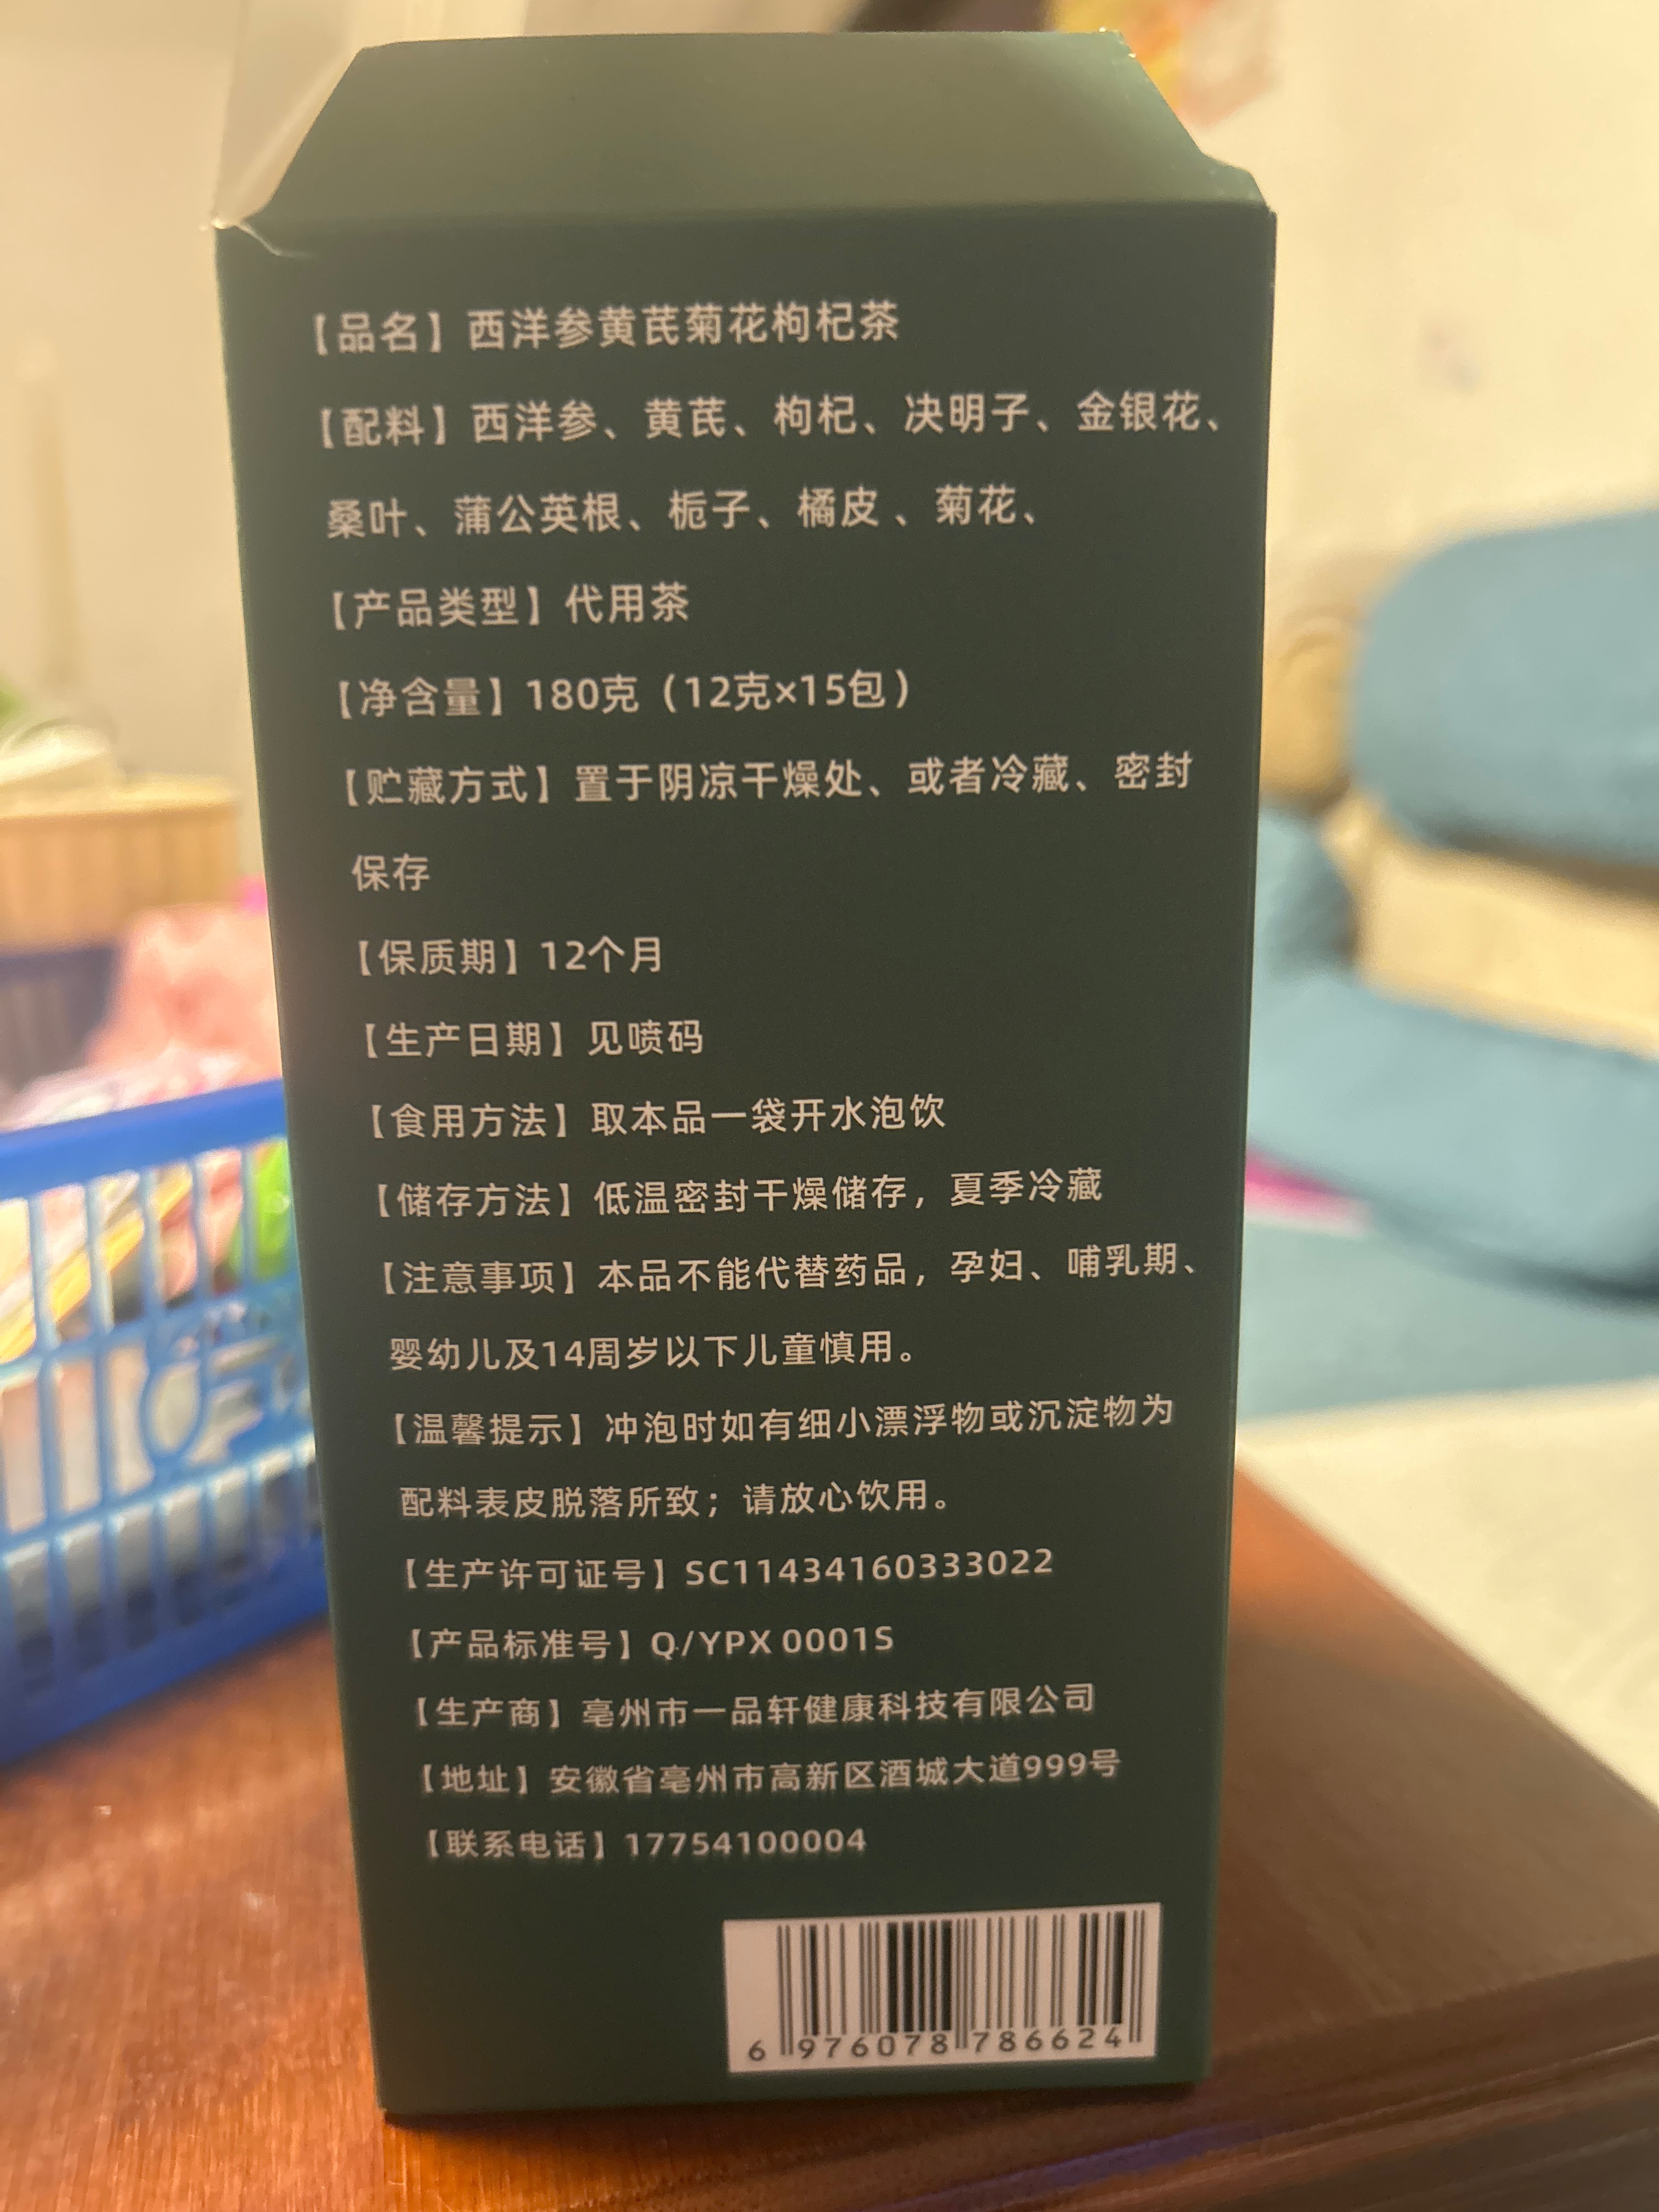 【品名】西洋参黄芪菊花枸杞茶
【配料】西洋参、黄芪、枸杞、决明子、金银花、
桑叶、蒲公英根、栀子、橘皮 、菊花、
【产品类型】代用茶
【净含量】180克（12克×15包）
【贮藏方式】置于阴凉干燥处、或者冷藏、密封
保存
【保质期】12个月
【生产日期】见喷码
【食用方法】取本品一袋开水泡饮
【储存方法】低温密封干燥储存，夏季冷藏
【注意事项】本品不能代替药品，孕妇、哺乳期、
婴幼儿及14周岁以下儿童慎用。
【温馨提示】冲泡时如有细小漂浮物或沉淀物为
配料表皮脱落所致；请放心饮用。
【生产许可证号】SC11434160333022
【产品标准号】Q/YPX 0001S
【生产商】亳州市一品轩健康科技有限公司
【地址】安徽省亳州市高新区酒城大道999号
【联系电话】17754100004
6 976078 786624